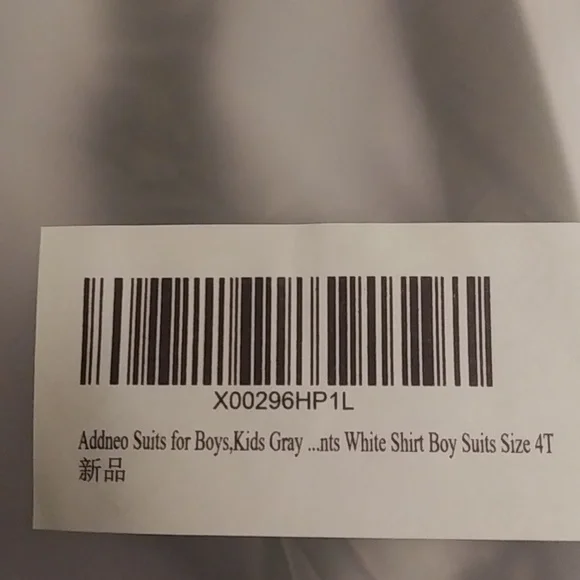 X00296HP1L
Addneo Suits for Boys,Kids Gray ...nts White Shirt Boy Suits Size 4T
新品